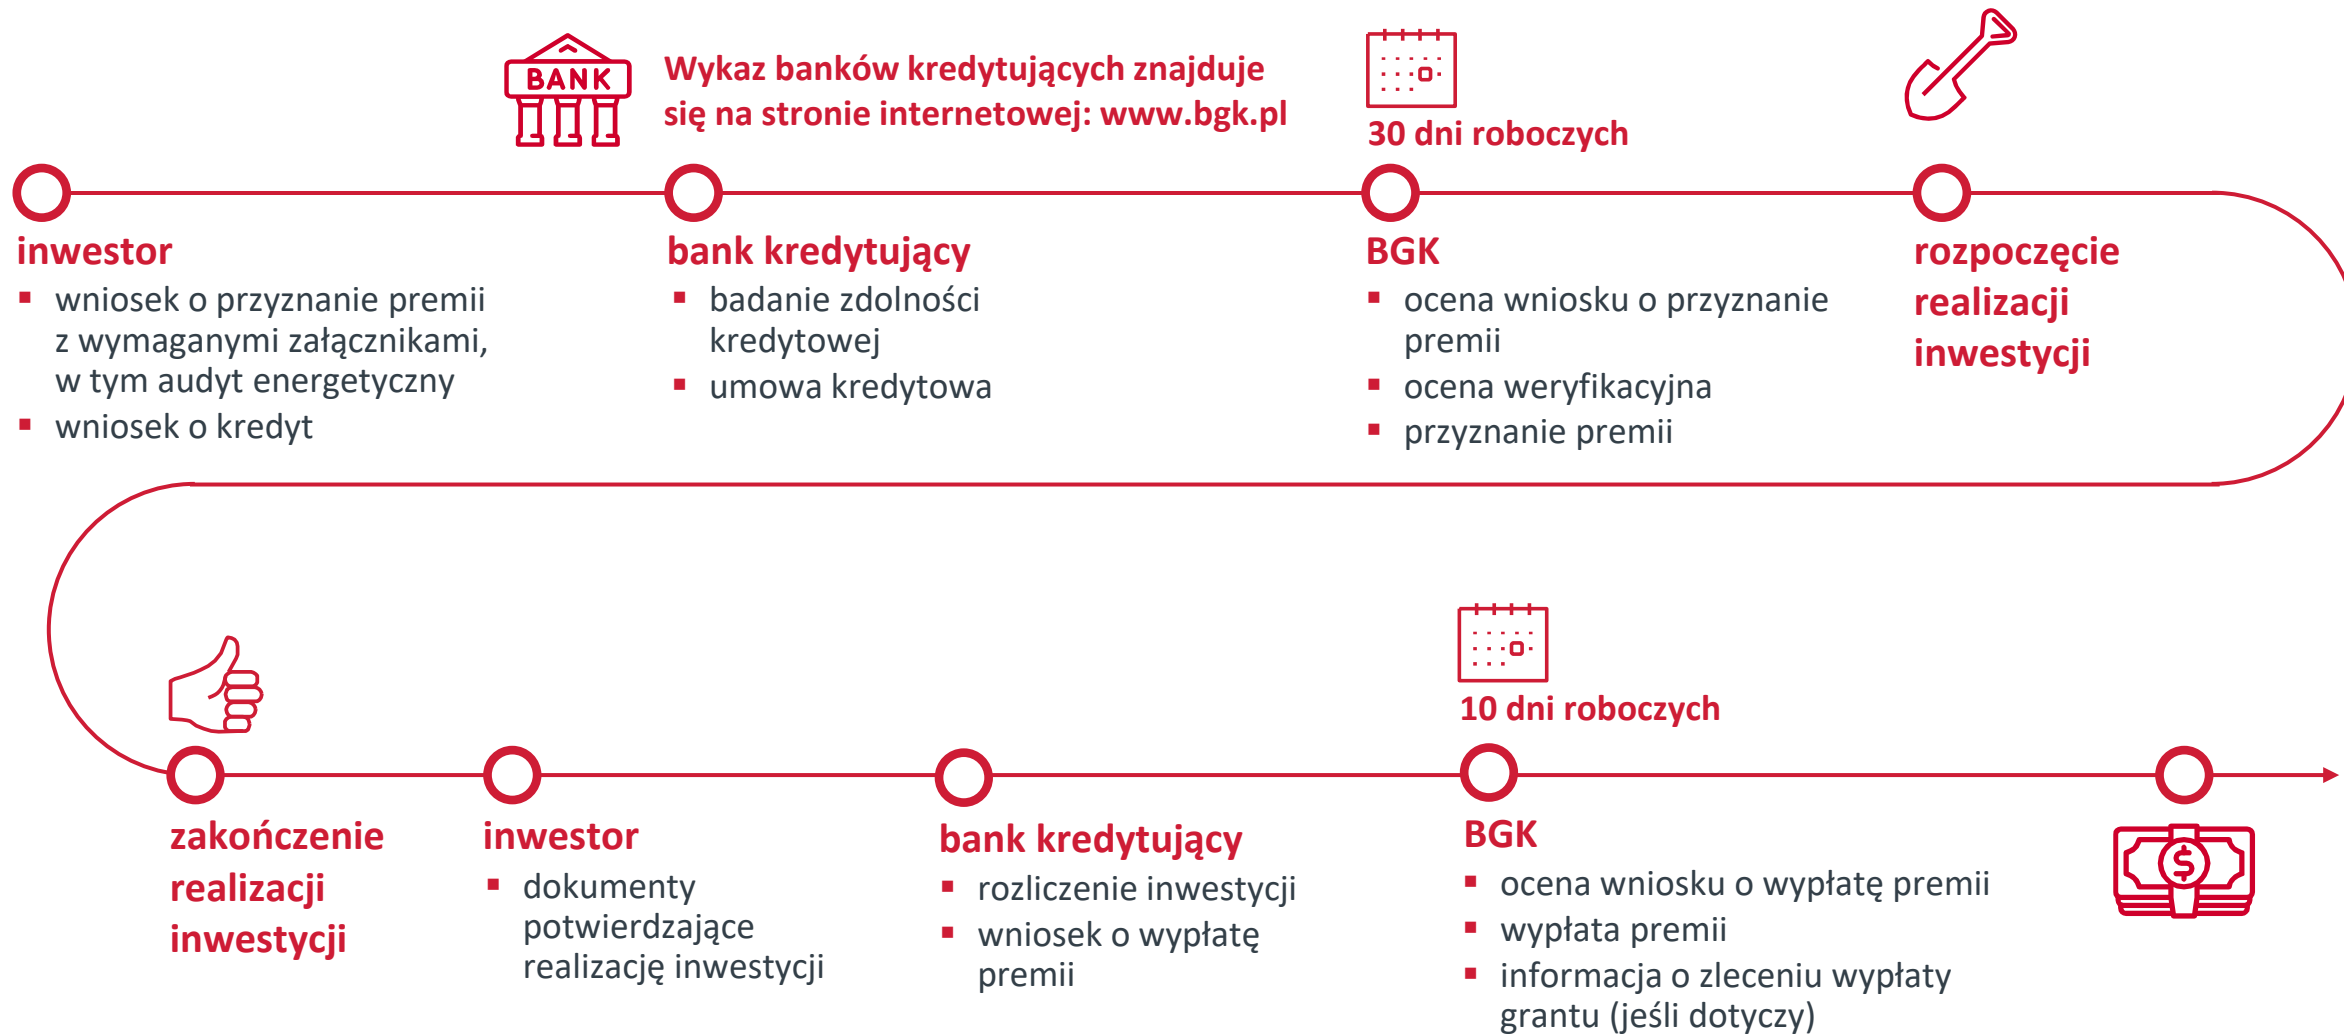 BANK
Wykaz banków kredytujących znajduje
się na stronie internetowej: www.bgk.pl
30 dni roboczych
inwestor
▪ wniosek o przyznanie premii
z wymaganymi załącznikami,
w tym audyt energetyczny
▪ wniosek o kredyt
bank kredytujący
▪ badanie zdolności
kredytowej
▪ umowa kredytowa
BGK
▪ ocena wniosku o przyznanie
premii
▪ ocena weryfikacyjna
▪ przyznanie premii
rozpoczęcie
realizacji
inwestycji
10 dni roboczych
zakończenie
realizacji
inwestycji
inwestor
▪ dokumenty
potwierdzające
realizację inwestycji
bank kredytujący
▪ rozliczenie inwestycji
▪ wniosek o wypłatę
premii
BGK
▪ ocena wniosku o wypłatę premii
▪ wypłata premii
▪ informacja o zleceniu wypłaty
grantu (jeśli dotyczy)
$